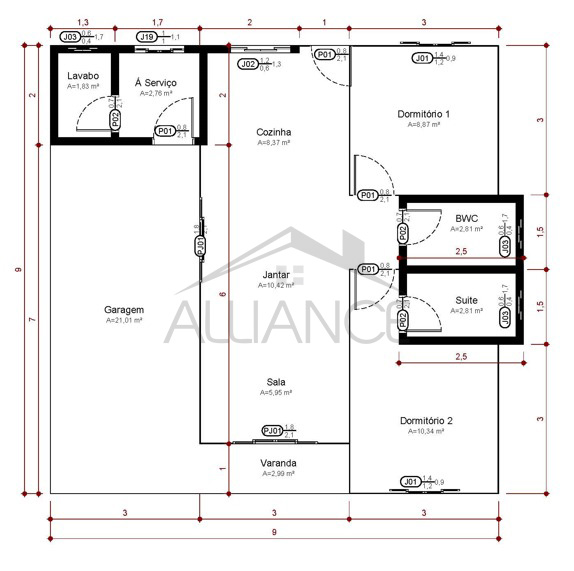 1,3
1,7
2
1
3
J03 0,6 0,4 1,7
J19 1,1 1,1
J02 1,2 0,6 1,3
P01 0,8 2,1
J01 1,4 1,2 0,9
Lavabo
A=1,83 m²
Á Serviço
A=2,76 m²
2
2
P02 0,7 2,1
P01 0,8 2,1
Cozinha
A=8,37 m²
Dormitório 1
A=8,87 m²
3
P01 0,8 2,1
9
7
6
PJ01 1,8 2,1
P02 0,7 2,1
BWC
A=2,81 m²
J03 0,6 0,4 1,7
1,5
2,5
Jantar
A=10,42 m²
P01 0,8 2,1
Garagem
A=21,01 m²
ALLIANCE
P02 2,1
Suite
A=2,81 m²
J03 0,6 0,4 1,7
1,5
2,5
Sala
A=5,95 m²
PJ01 1,8 2,1
Dormitório 2
A=10,34 m²
3
1
Varanda
A=2,99 m²
J01 1,4 1,2 0,9
3
3
3
9